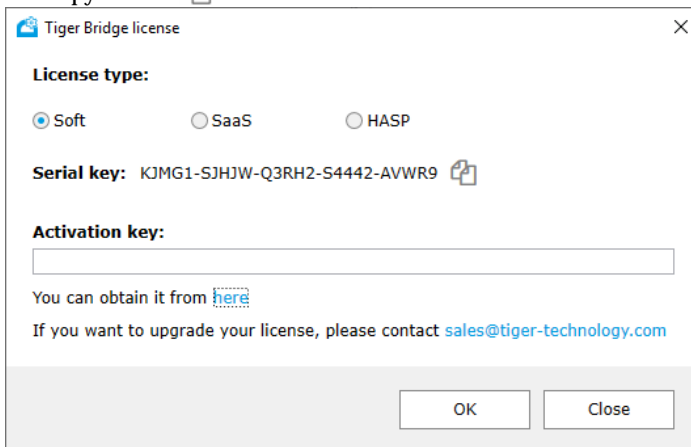 Tiger Bridge license
License type:
Soft SaaS HASP
Serial key: KJMG1-SJHJW-Q3RH2-S4442-AVWR9
Activation key:
You can obtain it from here
If you want to upgrade your license, please contact sales@tiger-technology.com
OK Close